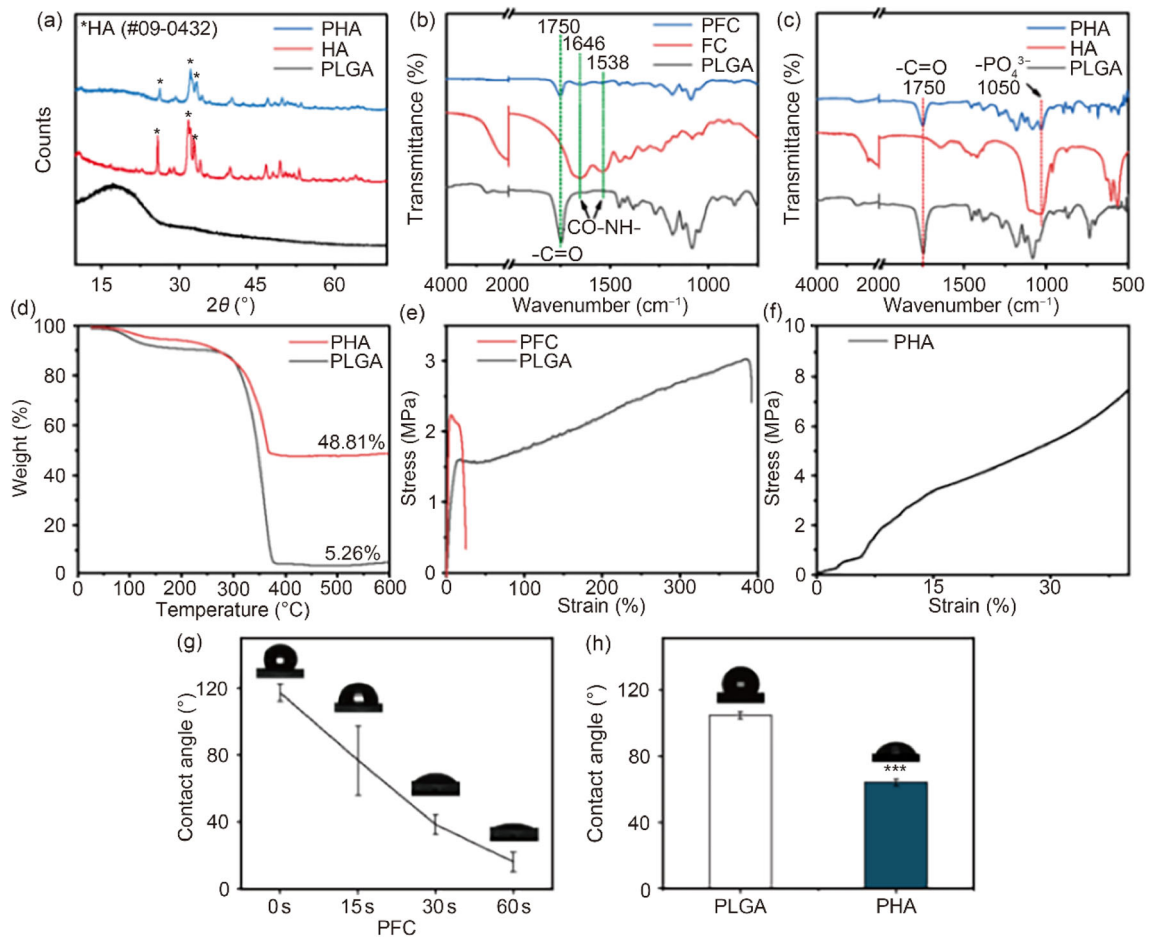 (a)
*HA (#09-0432)
PHA
HA
PLGA
* * * *
* * *
Counts
15 30 45 60
2θ (°)
(b)
1750
1646
1538
PFC
FC
PLGA
CO-NH-
-C=O
Transmittance (%)
4000 2000 1500 1000
Wavenumber (cm⁻¹)
(c)
PHA
HA
PLGA
-C=O
1750
-PO₄³⁻
1050
Transmittance (%)
4000 2000 1500 1000 500
Wavenumber (cm⁻¹)
(d)
PHA
PLGA
48.81%
5.26%
Weight (%)
100
80
60
40
20
0
0 100 200 300 400 500 600
Temperature (°C)
(e)
PFC
PLGA
Stress (MPa)
3
2
1
0
0 100 200 300 400
Strain (%)
(f)
PHA
Stress (MPa)
10
8
6
4
2
0
0 15 30
Strain (%)
(g)
Contact angle (°)
120
80
40
0
0 s 15 s 30 s 60 s
PFC
(h)
***
Contact angle (°)
120
80
40
0
PLGA PHA